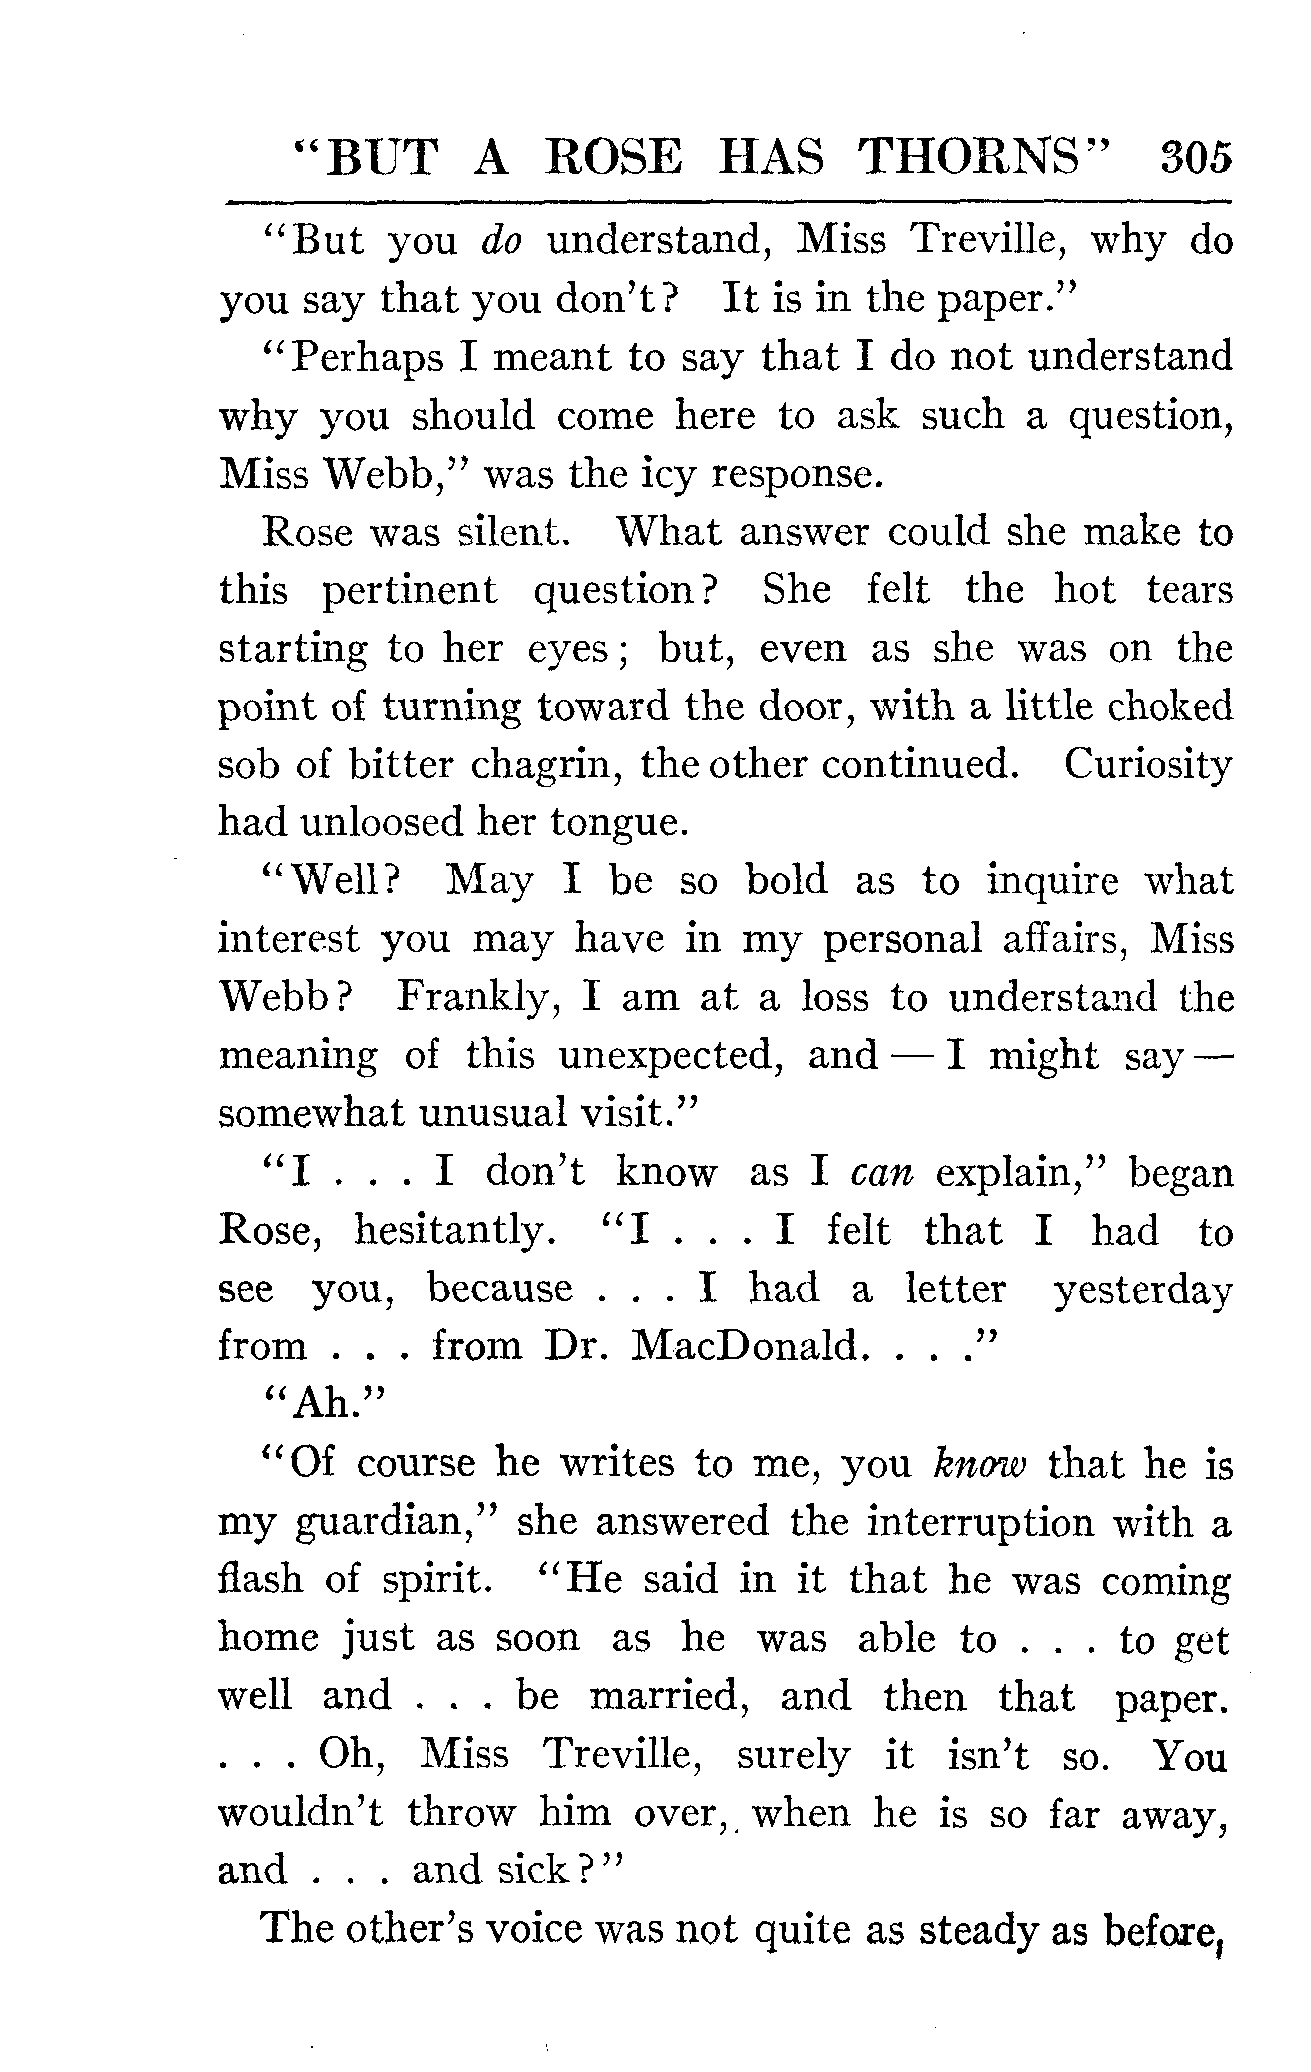 "BUT A ROSE HAS THORNS" 305
"But you do understand, Miss Treville, why do
you say that you don't? It is in the paper."
"Perhaps I meant to say that I do not understand
why you should come here to ask such a question,
Miss Webb," was the icy response.
Rose was silent. What answer could she make to
this pertinent question? She felt the hot tears
starting to her eyes; but, even as she was on the
point of turning toward the door, with a little choked
sob of bitter chagrin, the other continued. Curiosity
had unloosed her tongue.
"Well? May I be so bold as to inquire what
interest you may have in my personal affairs, Miss
Webb? Frankly, I am at a loss to understand the
meaning of this unexpected, and — I might say —
somewhat unusual visit."
"I . . . I don't know as I can explain," began
Rose, hesitantly. "I . . . I felt that I had to
see you, because . . . I had a letter yesterday
from . . . from Dr. MacDonald. . . ."
"Ah."
"Of course he writes to me, you know that he is
my guardian," she answered the interruption with a
flash of spirit. "He said in it that he was coming
home just as soon as he was able to . . . to get
well and . . . be married, and then that paper.
. . . Oh, Miss Treville, surely it isn't so. You
wouldn't throw him over, when he is so far away,
and . . . and sick?"
The other's voice was not quite as steady as before,